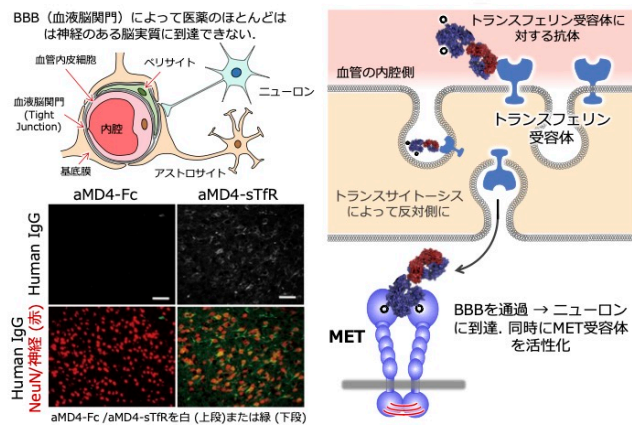 BBB（血液脳関門）によって医薬のほとんどは
は神経のある脳実質に到達できない.
血管内皮細胞
ペリサイト
ニューロン
血液脳関門
(Tight
Junction)
内腔
基底膜
アストロサイト
aMD4-Fc
aMD4-sTfR
Human IgG
Human IgG
NeuN/神経 (赤)
aMD4-Fc /aMD4-sTfRを白 (上段)または緑 (下段)
トランスフェリン受容体に
対する抗体
血管の内腔側
トランスフェリン
受容体
トランスサイトーシス
によって反対側に
MET
BBBを通過 → ニューロン
に到達. 同時にMET受容体
を活性化